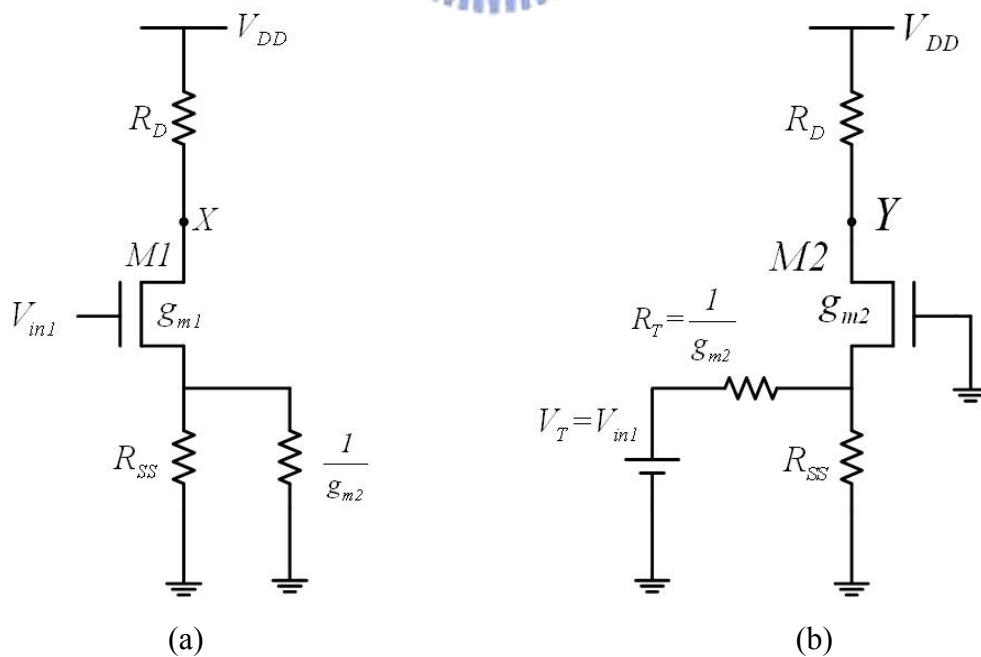 V_DD
R_D
X
M1
V_in1
g_m1
R_SS
1/g_m2
(a)
V_DD
R_D
Y
M2
g_m2
R_T=1/g_m2
V_T=V_in1
R_SS
(b)